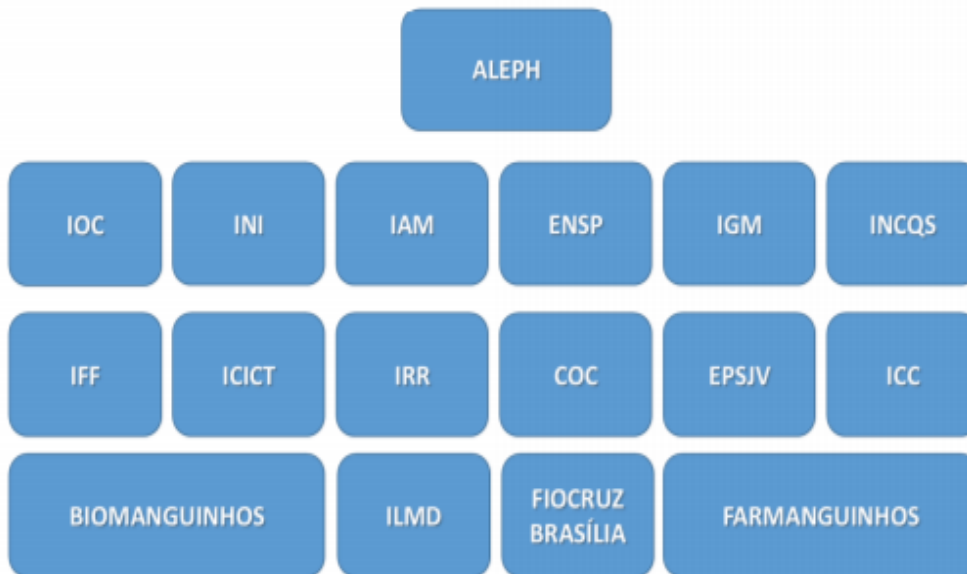 ALEPH
IOC
INI
IAM
ENSP
IGM
INCQS
IFF
ICICT
IRR
COC
EPSJV
ICC
BIOMANGUINHOS
ILMD
FIOCRUZ
BRASÍLIA
FARMANGUINHOS